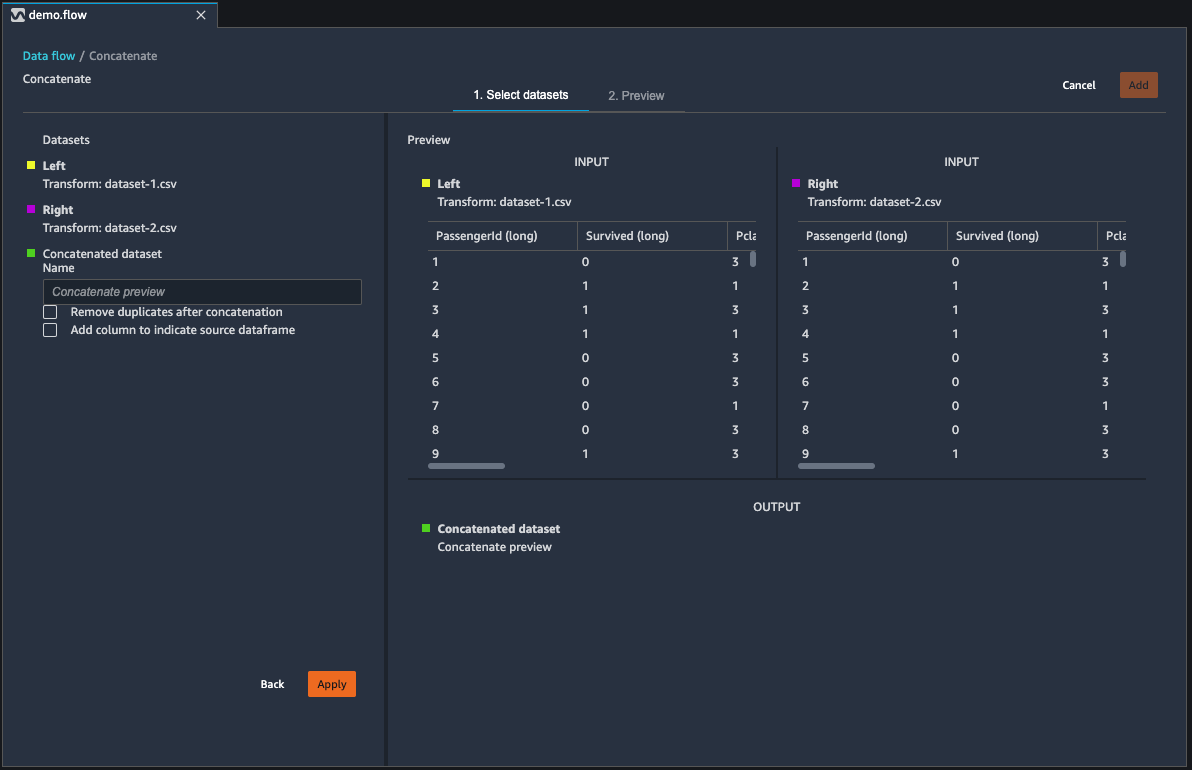 demo.flow
Data flow / Concatenate
Concatenate
1. Select datasets
2. Preview
Cancel
Add
Datasets
Left
Transform: dataset-1.csv
Right
Transform: dataset-2.csv
Concatenated dataset
Name
Concatenate preview
Remove duplicates after concatenation
Add column to indicate source dataframe
Back
Apply
Preview
INPUT
Left
Transform: dataset-1.csv
PassengerId (long) Survived (long) Pcla
1 0 3
2 1 1
3 1 3
4 1 1
5 0 3
6 0 3
7 0 1
8 0 3
9 1 3
INPUT
Right
Transform: dataset-2.csv
PassengerId (long) Survived (long) Pcla
1 0 3
2 1 1
3 1 3
4 1 1
5 0 3
6 0 3
7 0 1
8 0 3
9 1 3
OUTPUT
Concatenated dataset
Concatenate preview